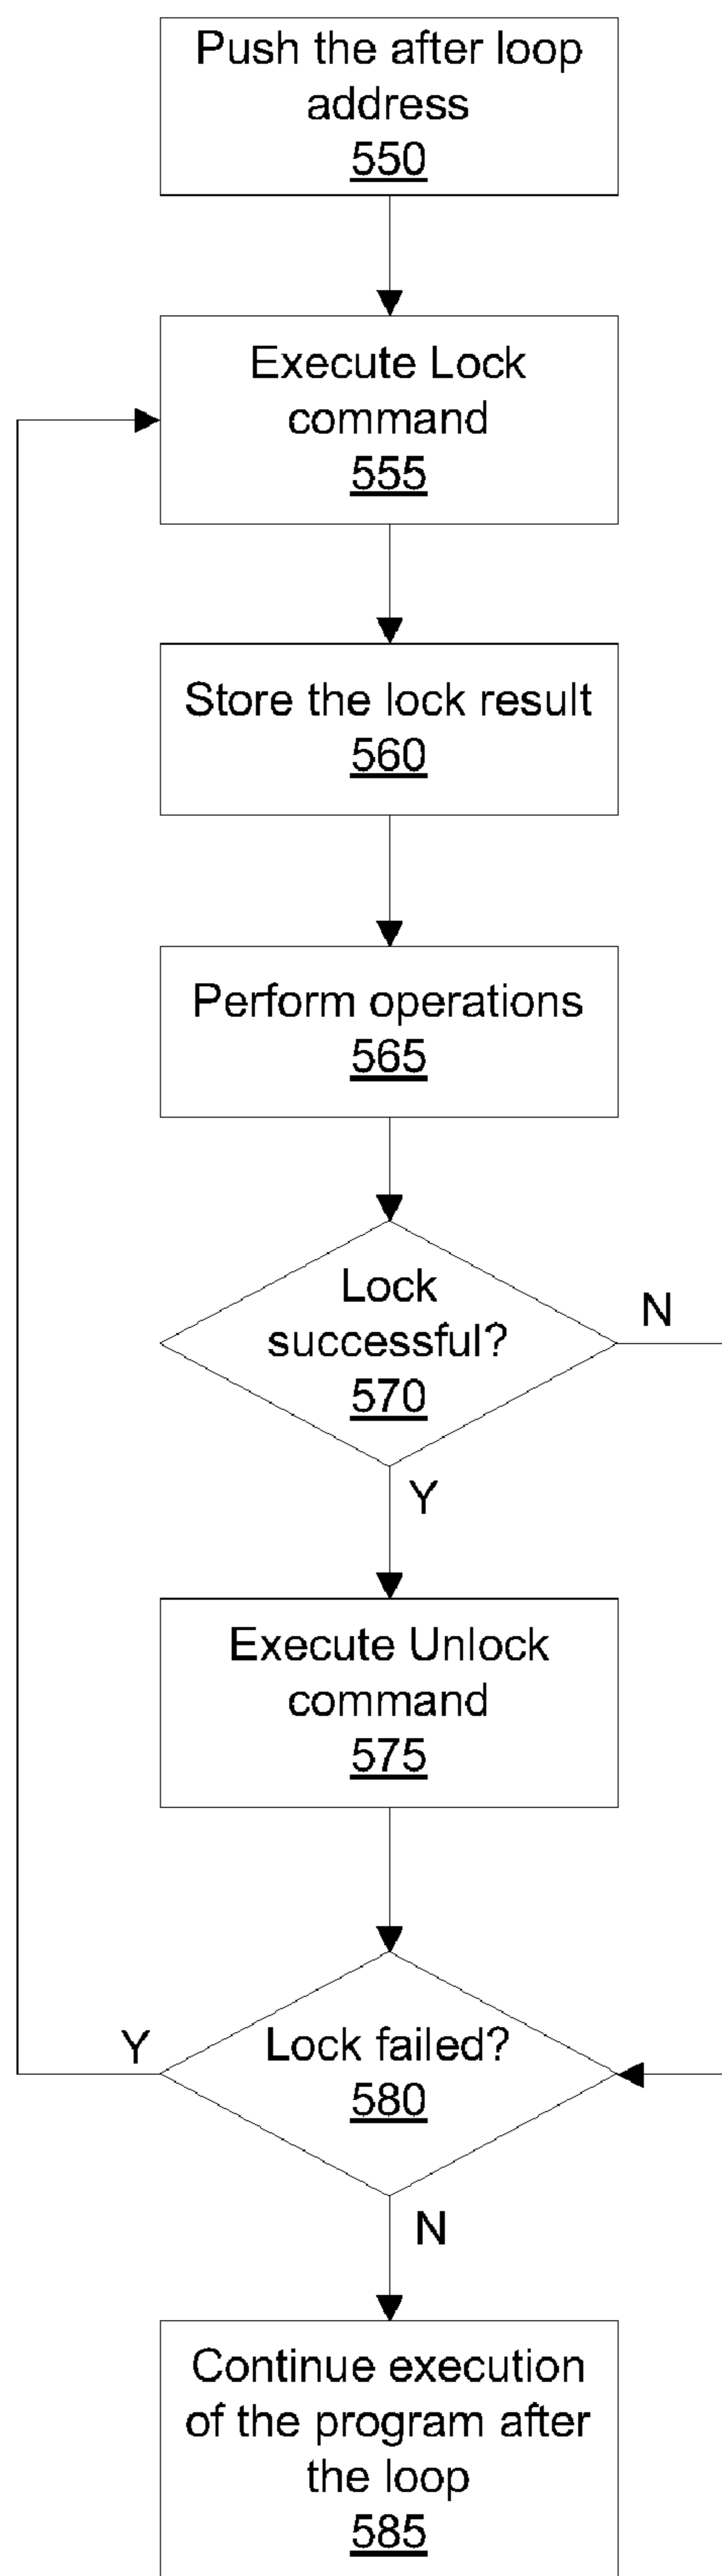 Push the after loop
address
550
Execute Lock
command
555
Store the lock result
560
Perform operations
565
Lock
successful?
570
N
Y
Execute Unlock
command
575
Y
Lock failed?
580
N
Continue execution
of the program after
the loop
585